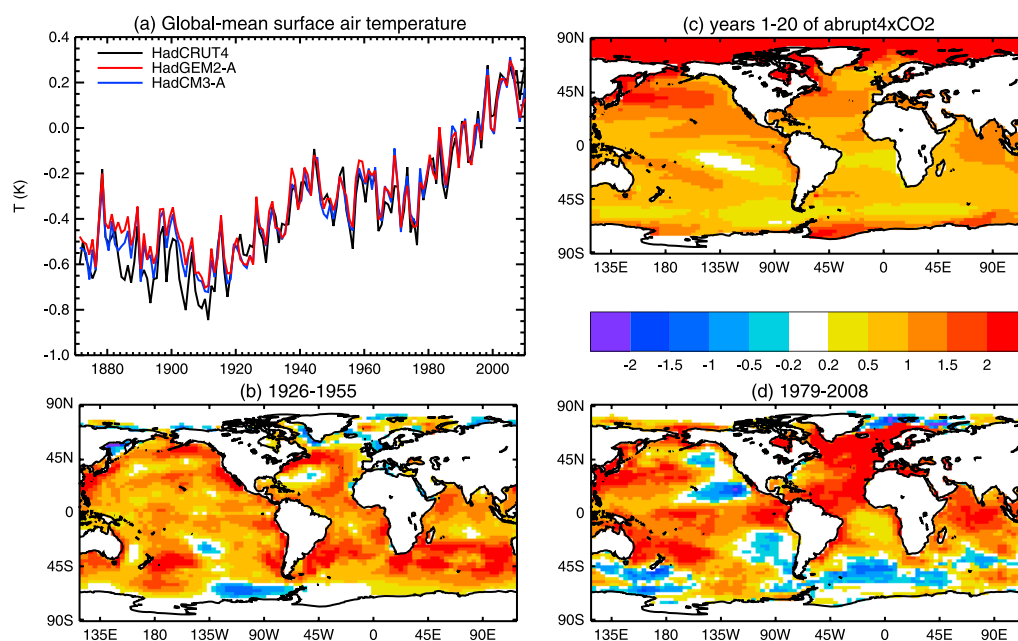 (a) Global-mean surface air temperature
0.4
0.2
0.0
-0.2
-0.4
-0.6
-0.8
-1.0
T (K)
HadCRUT4
HadGEM2-A
HadCM3-A
1880 1900 1920 1940 1960 1980 2000
(c) years 1-20 of abrupt4xCO2
90N
45N
0
45S
90S
135E 180 135W 90W 45W 0 45E 90E
-2 -1.5 -1 -0.5 -0.2 0.2 0.5 1 1.5 2
(b) 1926-1955
90N
45N
0
45S
90S
135E 180 135W 90W 45W 0 45E 90E
(d) 1979-2008
90N
45N
0
45S
90S
135E 180 135W 90W 45W 0 45E 90E